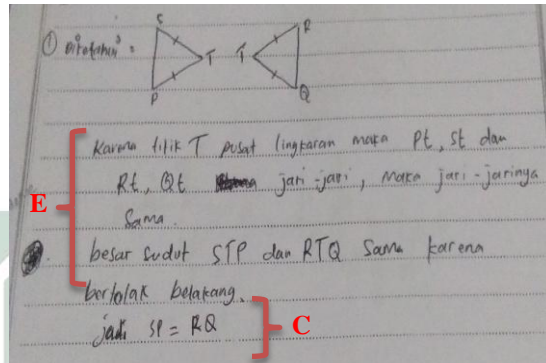 ① Diketahui :
S T T R
P Q
Karena titik T pusat lingkaran maka Pt, St dan
Rt, Qt jari-jari, maka jari-jarinya
Sama.
besar sudut STP dan RTQ sama karena
bertolak belakang.
jadi SP = RQ
E
C